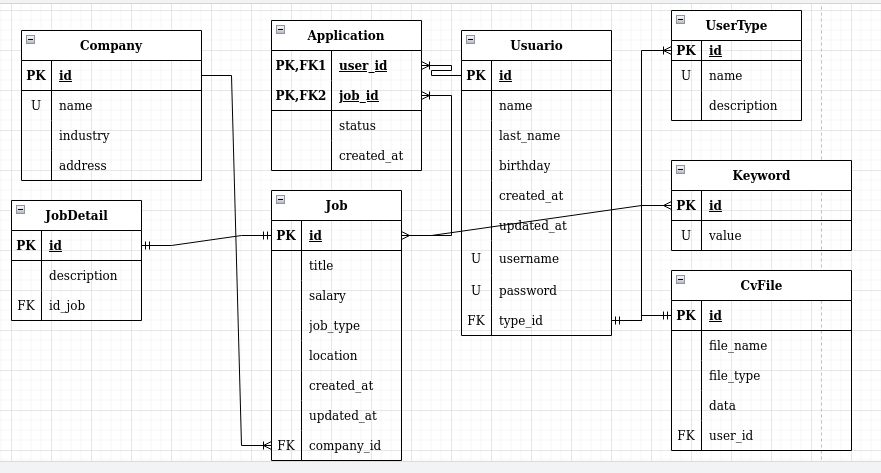 Company
PK id
U name
industry
address
JobDetail
PK id
description
FK id_job
Application
PK,FK1 user_id
PK,FK2 job_id
status
created_at
Job
PK id
title
salary
job_type
location
created_at
updated_at
FK company_id
Usuario
PK id
name
last_name
birthday
created_at
updated_at
U username
U password
FK type_id
UserType
PK id
U name
description
Keyword
PK id
U value
CvFile
PK id
file_name
file_type
data
FK user_id